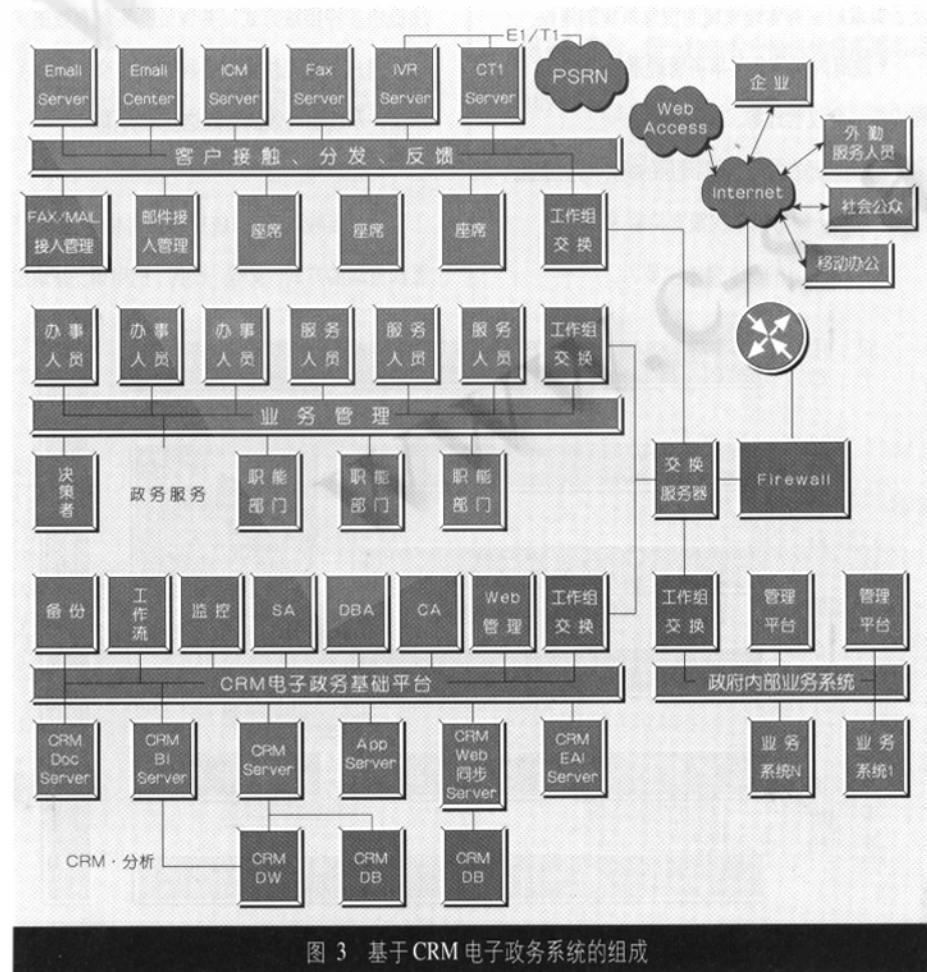 E1/T1
Email
Server
Email
Center
ICM
Server
Fax
Server
IVR
Server
CT1
Server
PSRN
企业
Web
Access
外勤
服务人员
Internet
社会公众
移动办公
客户接触、分发、反馈
FAX/MAIL
接入管理
邮件接
入管理
座席
座席
座席
工作组
交换
办事
人员
办事
人员
办事
人员
服务
人员
服务
人员
服务
人员
工作组
交换
业务管理
决
策
者
政务服务
职能
部门
职能
部门
职能
部门
交换
服务器
Firewall
备份
工
作
流
监控
SA
DBA
CA
Web
管理
工作组
交换
工作组
交换
管理
平台
管理
平台
CRM电子政务基础平台
政府内部业务系统
CRM
Doc
Server
CRM
BI
Server
CRM
Server
App
Server
CRM
Web
同步
Server
CRM
EAI
Server
业务
系统N
业务
系统1
CRM·分析
CRM
DW
CRM
DB
CRM
DB
图 3 基于 CRM 电子政务系统的组成